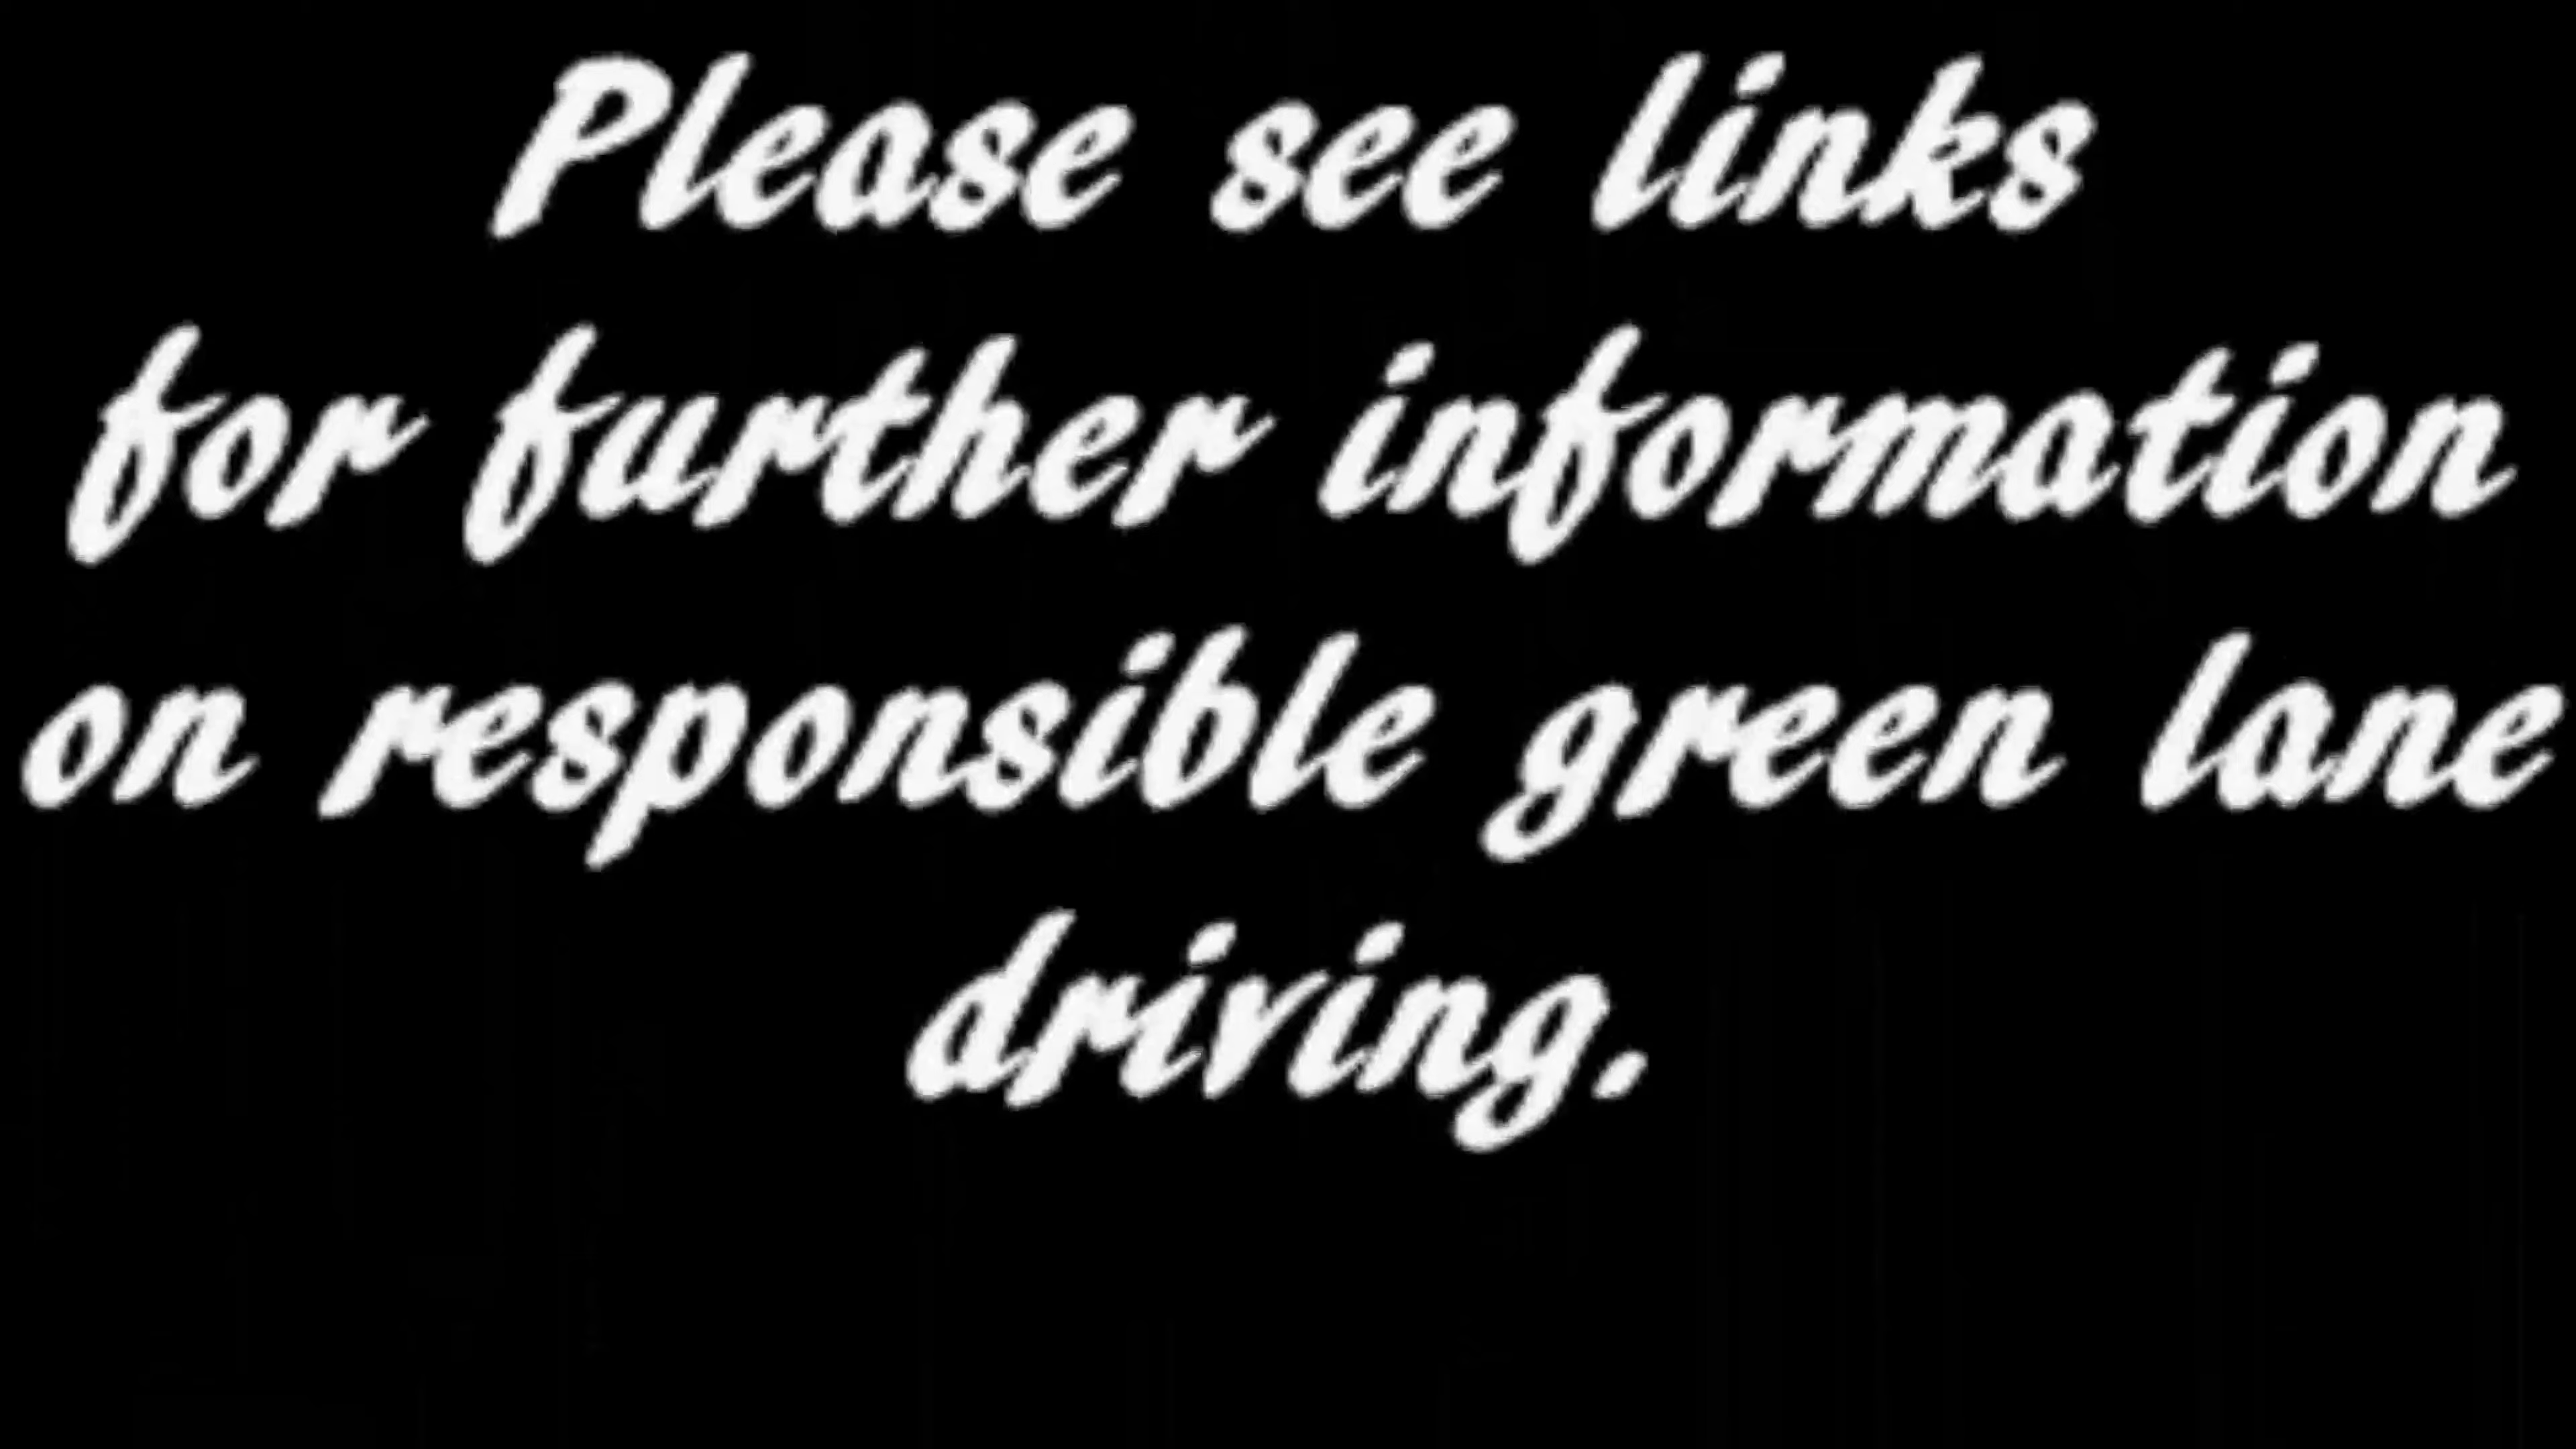 Please see links
for further information
on responsible green lane
driving.